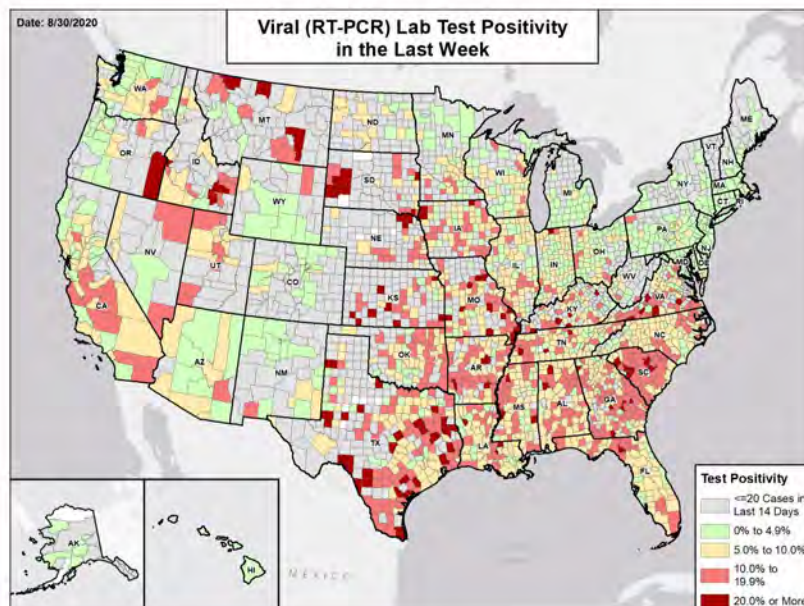 Date: 8/30/2020
Viral (RT-PCR) Lab Test Positivity
in the Last Week
WA
MT
ND
MN
ME
OR
ID
SD
WI
VT
NH
NY
MA
CT
RI
WY
MI
IA
NE
PA
NJ
NV
UT
IL
IN
OH
MD
DE
CO
WV
CA
KS
MO
KY
VA
TN
NC
OK
AZ
NM
AR
SC
MS
AL
GA
TX
LA
FL
AK
HI
MEXICO
Test Positivity
<=20 Cases in
Last 14 Days
0% to 4.9%
5.0% to 10.0%
10.0% to
19.9%
20.0% or More